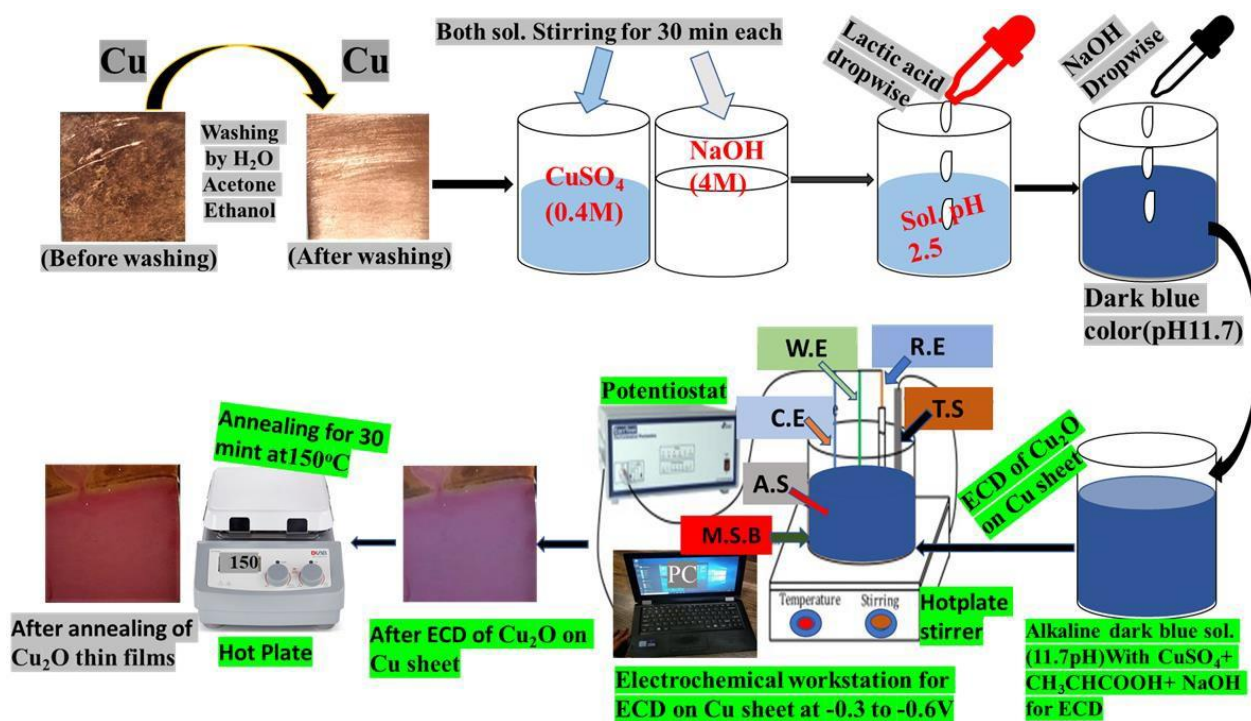 Cu
Cu
Washing
by H₂O
Acetone
Ethanol
(Before washing)
(After washing)
Both sol. Stirring for 30 min each
CuSO₄
(0.4M)
NaOH
(4M)
Lactic acid
dropwise
Sol. pH
2.5
NaOH
Dropwise
Dark blue
color(pH11.7)
Alkaline dark blue sol.
(11.7pH)With CuSO₄+
CH₃CHCOOH+ NaOH
for ECD
ECD of Cu₂O
on Cu sheet
W.E
R.E
C.E
T.S
A.S
M.S.B
Potentiostat
PC
Temperature
Stirring
Hotplate
stirrer
Electrochemical workstation for
ECD on Cu sheet at -0.3 to -0.6V
After ECD of Cu₂O on
Cu sheet
Annealing for 30
mint at150°C
150
Hot Plate
After annealing of
Cu₂O thin films